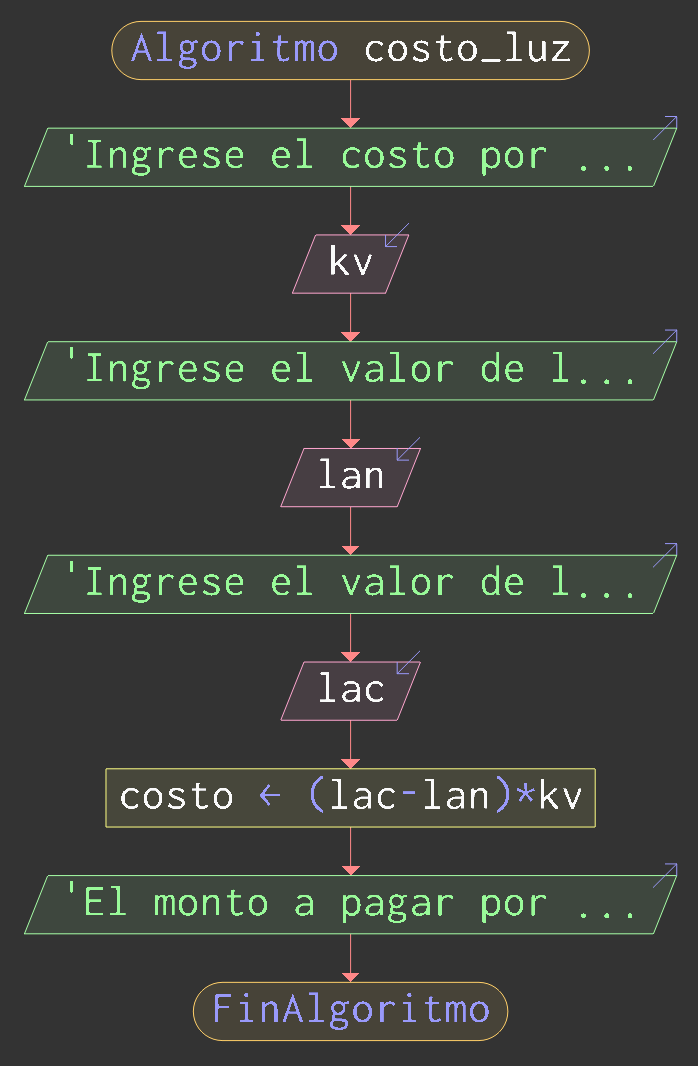 Algoritmo costo_luz
'Ingrese el costo por ...
kv
'Ingrese el valor de l...
lan
'Ingrese el valor de l...
lac
costo ← (lac-lan)*kv
'El monto a pagar por ...
FinAlgoritmo